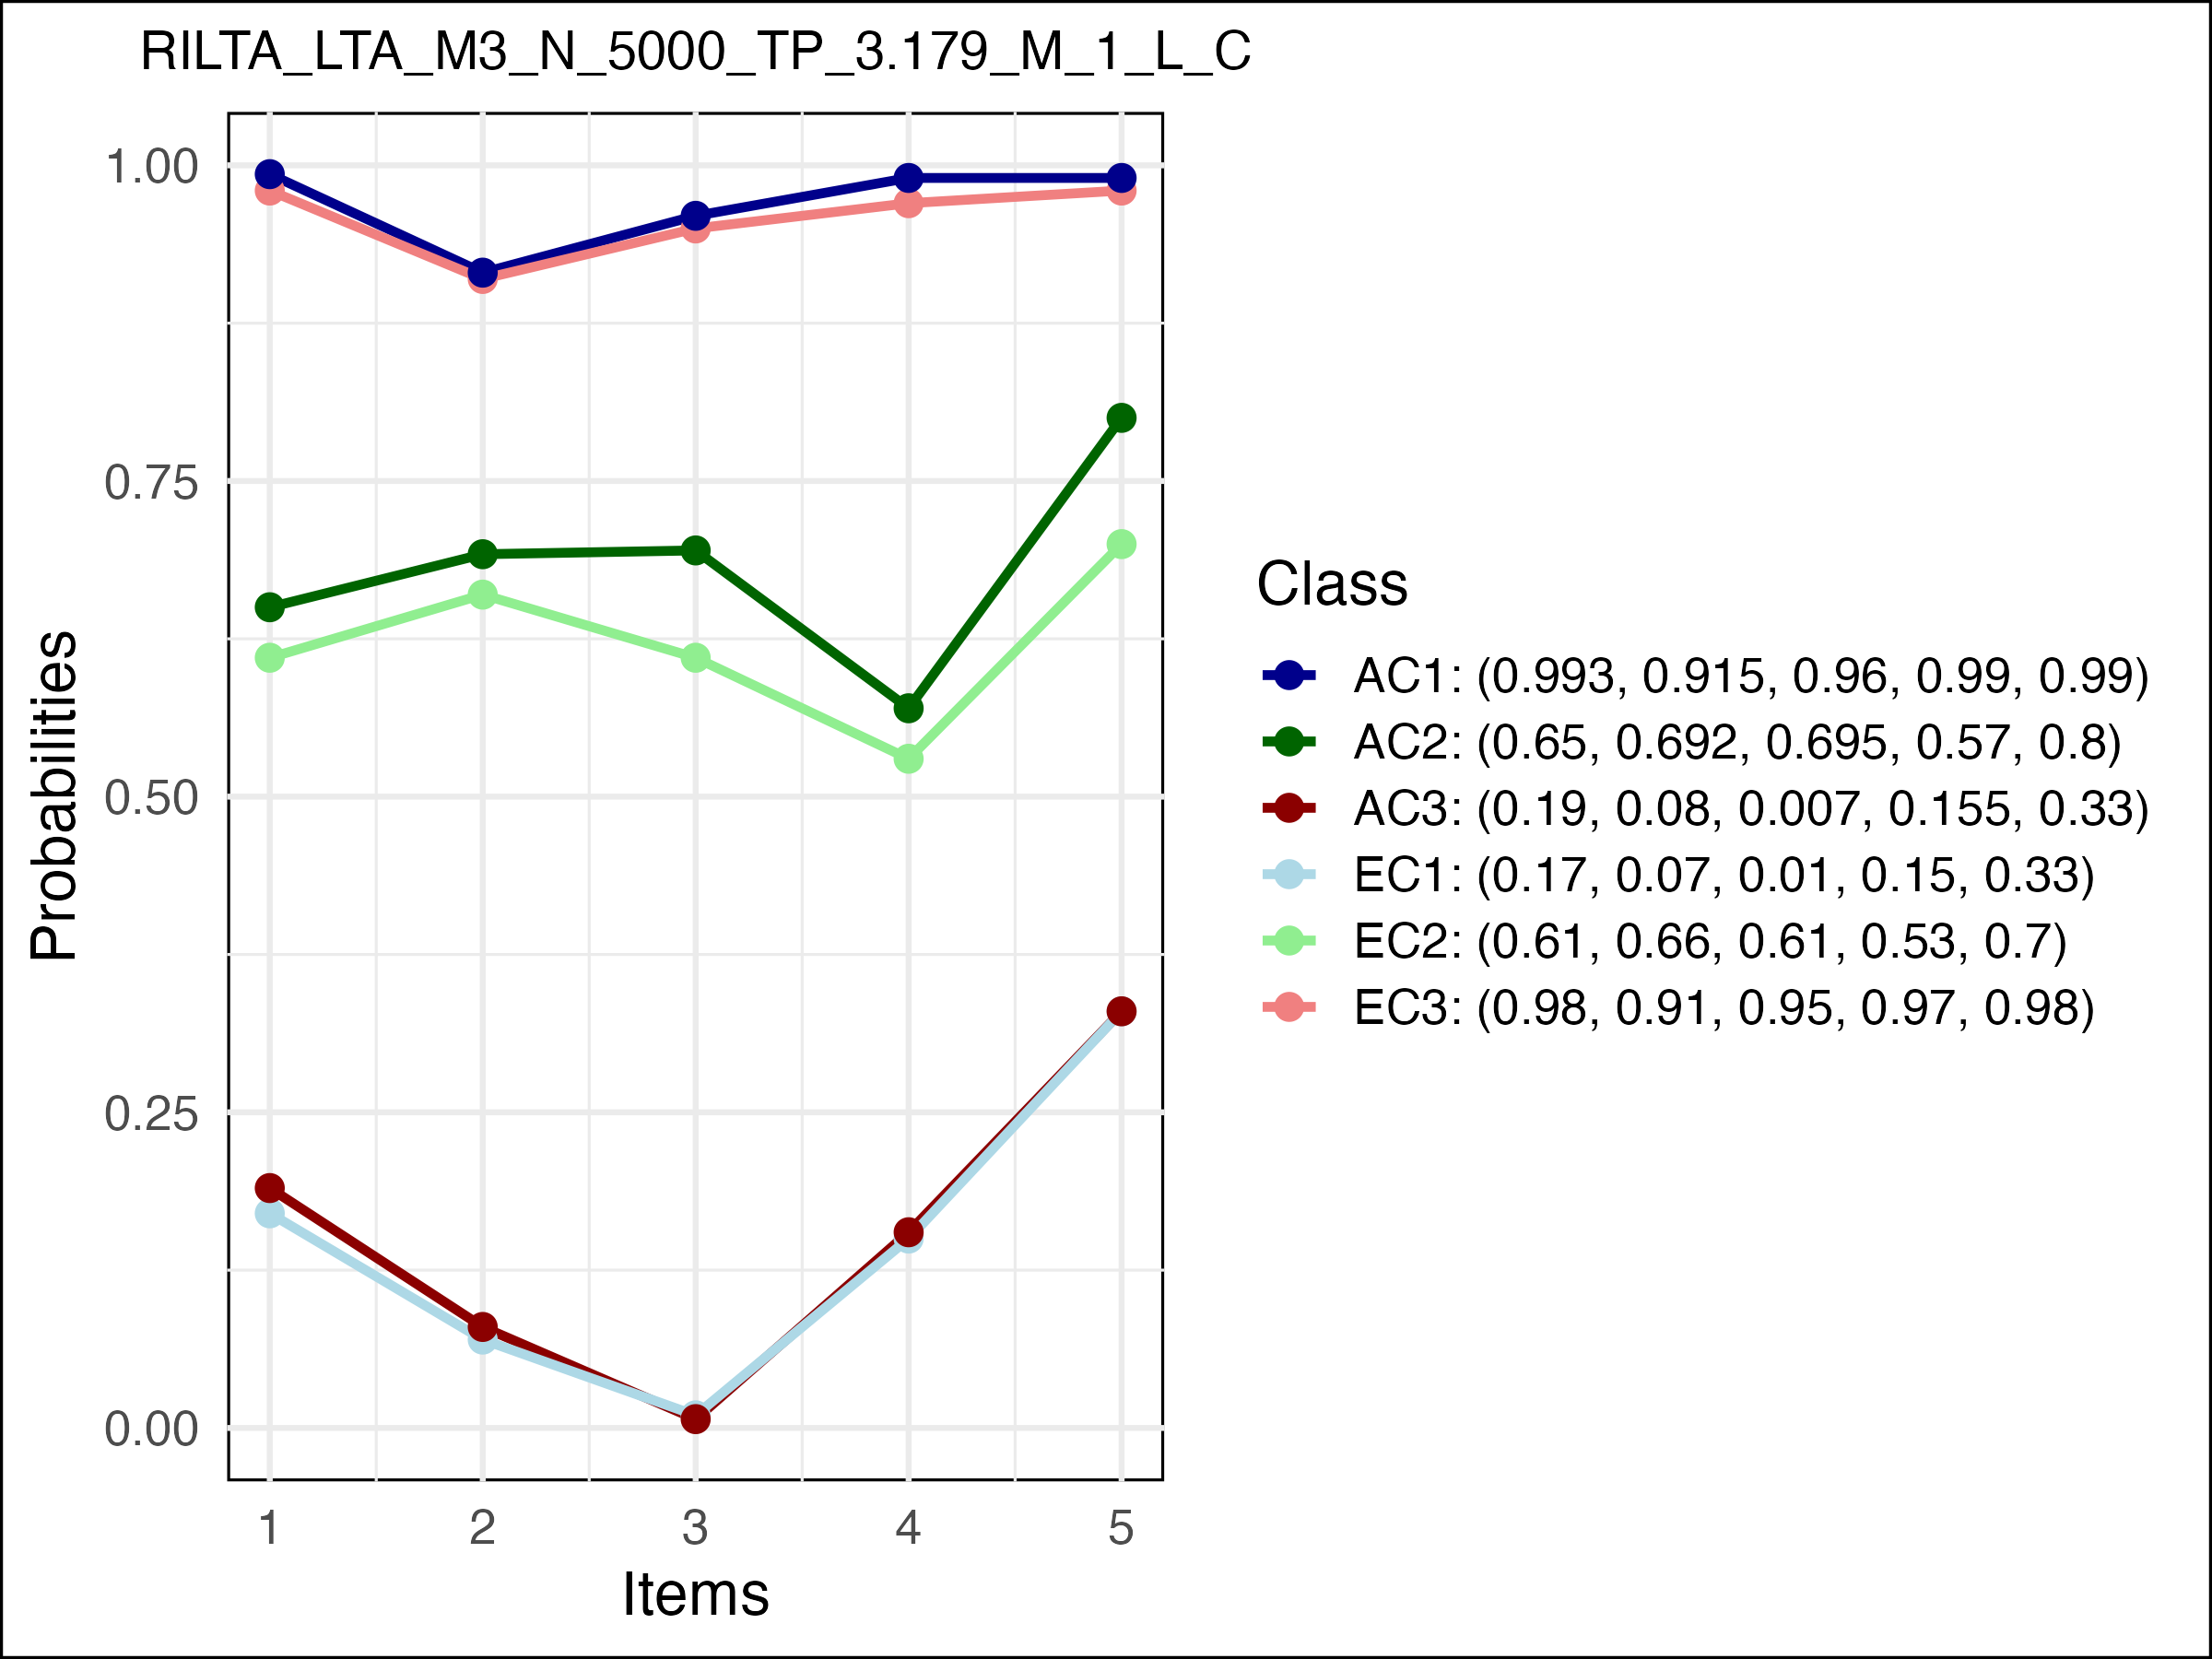 RILTA_LTA_M3_N_5000_TP_3.179_M_1_L_C
1.00
0.75
0.50
0.25
0.00
Probabilities
1 2 3 4 5
Items
Class
AC1: (0.993, 0.915, 0.96, 0.99, 0.99)
AC2: (0.65, 0.692, 0.695, 0.57, 0.8)
AC3: (0.19, 0.08, 0.007, 0.155, 0.33)
EC1: (0.17, 0.07, 0.01, 0.15, 0.33)
EC2: (0.61, 0.66, 0.61, 0.53, 0.7)
EC3: (0.98, 0.91, 0.95, 0.97, 0.98)